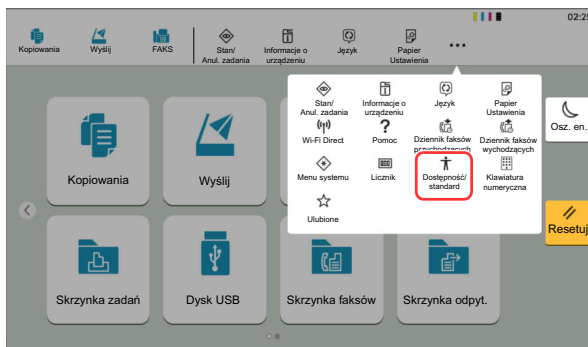 02:29
Kopiowania
Wyślij
FAKS
Stan/
Anul. zadania
Informacje o
urządzeniu
Język
Papier
Ustawienia
Stan/
Anul. zadania
Informacje o
urządzeniu
Język
Papier
Ustawienia
Wi-Fi Direct
Pomoc
Dziennik faksów
przychodzących
Dziennik faksów
wychodzących
Menu systemu
Licznik
Dostępność/
standard
Klawiatura
numeryczna
Ulubione
Osz. en.
Resetuj
Kopiowania
Wyślij
Skrzynka zadań
Dysk USB
Skrzynka faksów
Skrzynka odpyt.